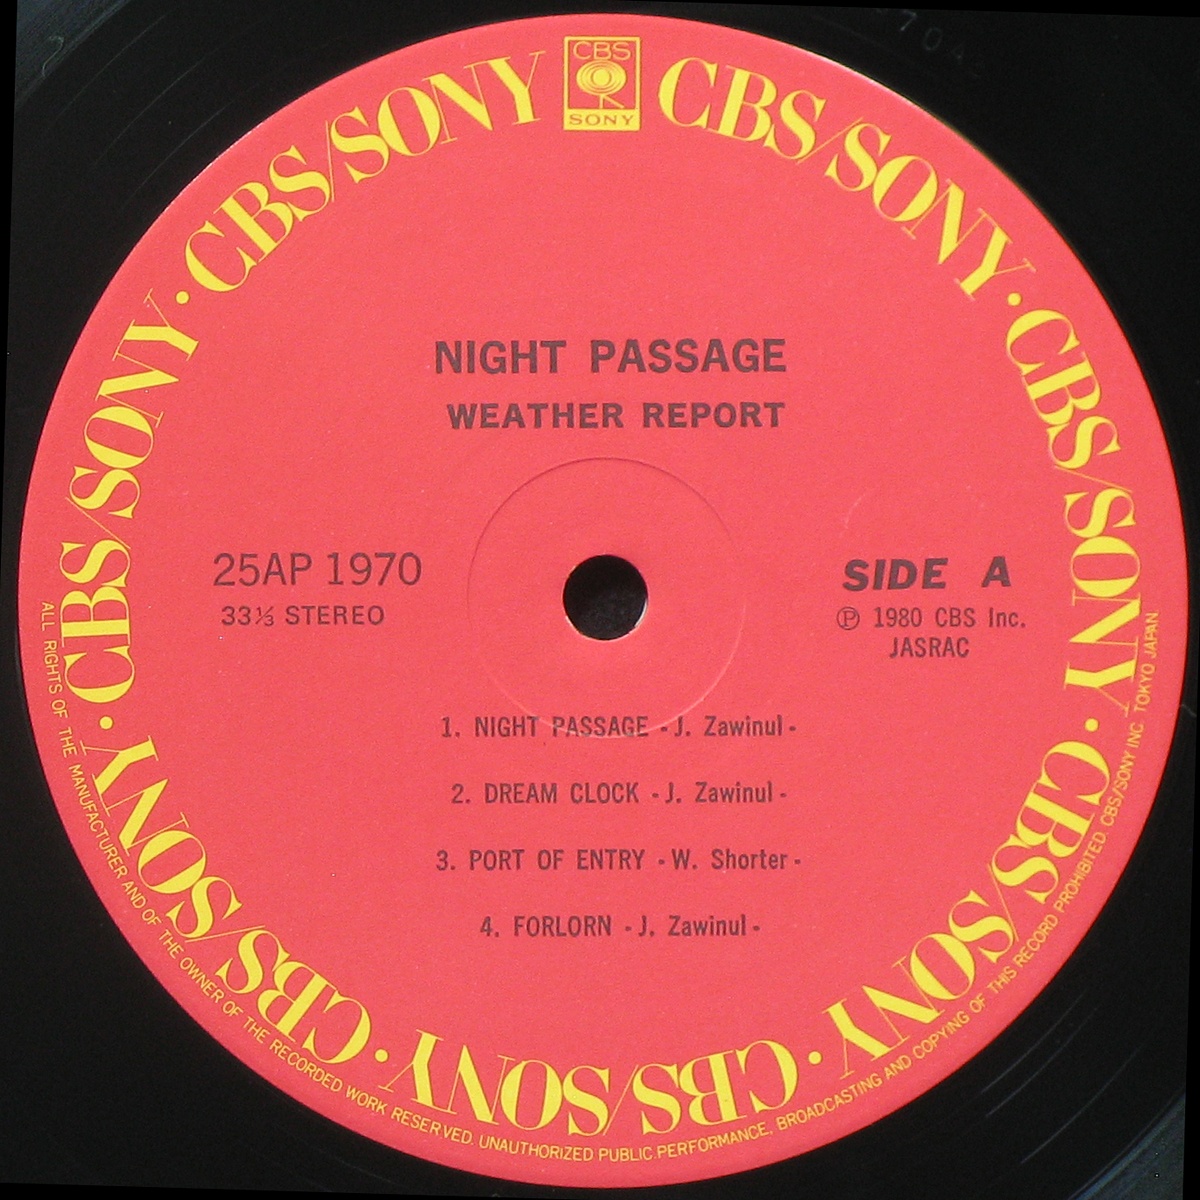 CBS
SONY
CBS/SONY · CBS/SONY · CBS/SONY · CBS/SONY · CBS/SONY · CBS/SONY · CBS/SONY
NIGHT PASSAGE
WEATHER REPORT
25AP 1970
33⅓ STEREO
SIDE A
℗ 1980 CBS Inc.
JASRAC
1. NIGHT PASSAGE - J. Zawinul -
2. DREAM CLOCK - J. Zawinul -
3. PORT OF ENTRY - W. Shorter -
4. FORLORN - J. Zawinul -
ALL RIGHTS OF THE MANUFACTURER AND OF THE OWNER OF THE RECORDED WORK RESERVED. UNAUTHORIZED PUBLIC.PERFORMANCE, BROADCASTING AND COPYING OF THIS RECORD PROHIBITED. CBS/SONY INC. TOKYO JAPAN